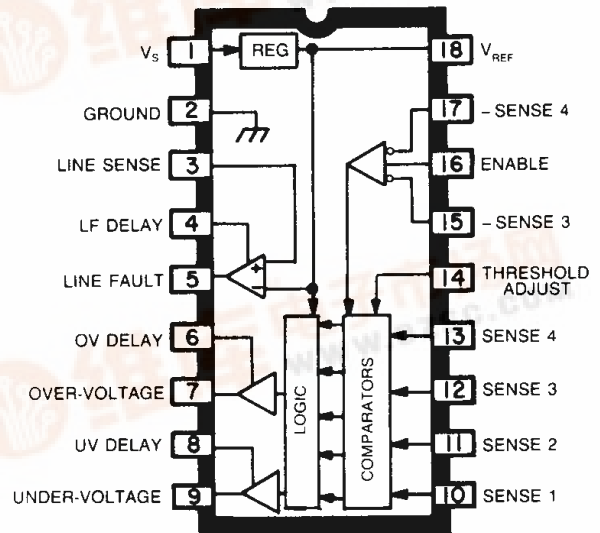 V_S 1 REG 18 V_REF
GROUND 2 17 – SENSE 4
LINE SENSE 3 16 ENABLE
LF DELAY 4 15 – SENSE 3
LINE FAULT 5 + – 14 THRESHOLD
ADJUST
OV DELAY 6 13 SENSE 4
OVER-VOLTAGE 7 12 SENSE 3
LOGIC
COMPARATORS
UV DELAY 8 11 SENSE 2
UNDER-VOLTAGE 9 10 SENSE 1